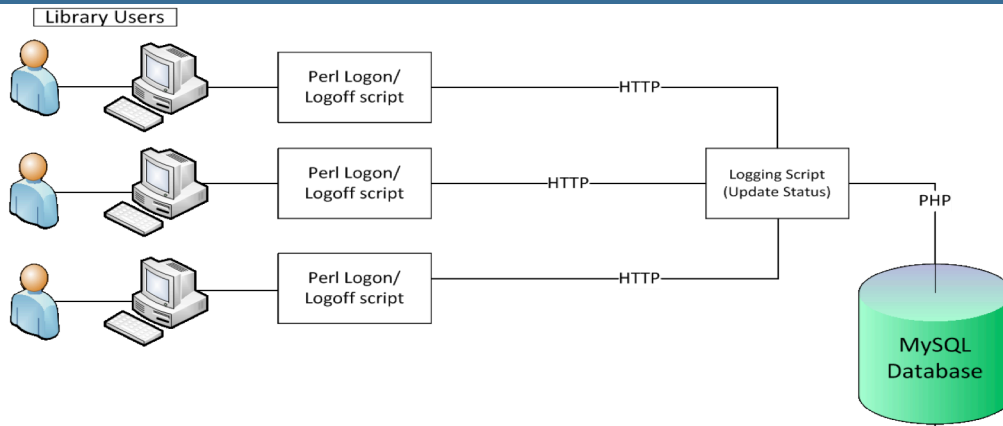 Library Users
Perl Logon/
Logoff script
HTTP
Perl Logon/
Logoff script
HTTP
Logging Script
(Update Status)
PHP
Perl Logon/
Logoff script
HTTP
MySQL
Database